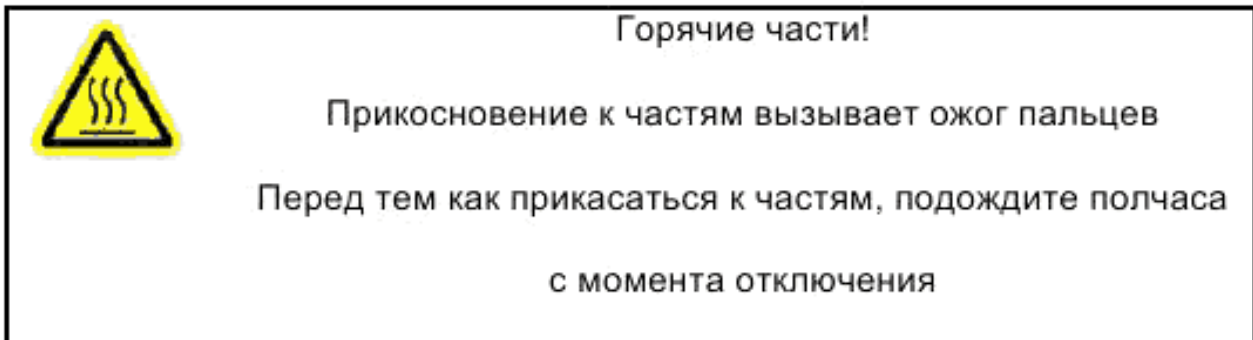 Горячие части!
Прикосновение к частям вызывает ожог пальцев
Перед тем как прикасаться к частям, подождите полчаса
с момента отключения